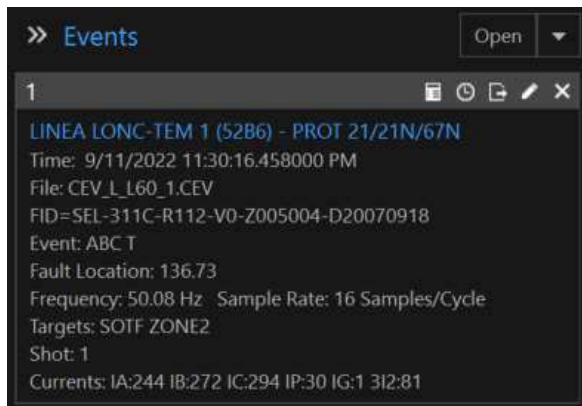 Events
Open
1
LINEA LONC-TEM 1 (52B6) - PROT 21/21N/67N
Time: 9/11/2022 11:30:16.458000 PM
File: CEV_L_L60_1.CEV
FID=SEL-311C-R112-V0-Z005004-D20070918
Event: ABC T
Fault Location: 136.73
Frequency: 50.08 Hz Sample Rate: 16 Samples/Cycle
Targets: SOTF ZONE2
Shot: 1
Currents: IA:244 IB:272 IC:294 IP:30 IG:1 3I2:81